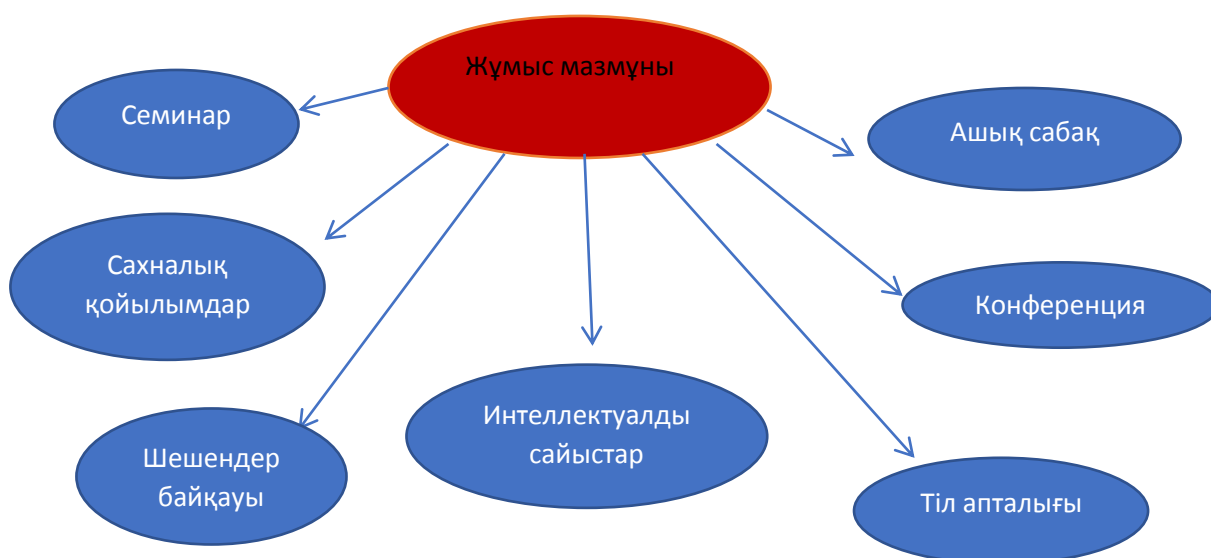 Жұмыс мазмұны
Семинар
Ашық сабақ
Сахналық
қойылымдар
Конференция
Интеллектуалды
сайыстар
Шешендер
байқауы
Тіл апталығы